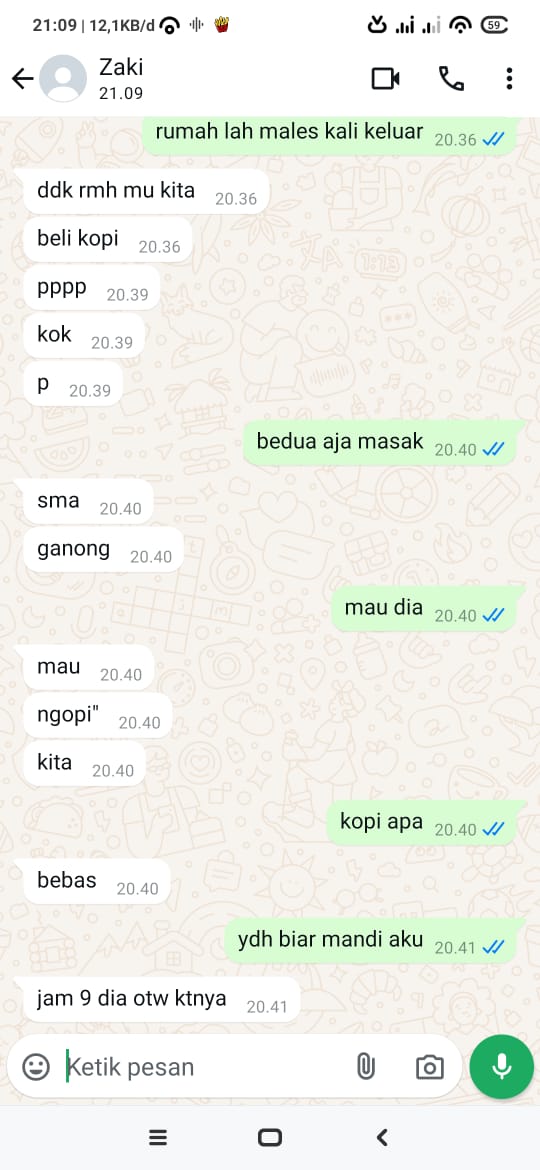 21:09 | 12,1KB/d
59
Zaki
21.09
rumah lah males kali keluar 20.36
ddk rmh mu kita 20.36
beli kopi 20.36
pppp 20.39
kok 20.39
p 20.39
bedua aja masak 20.40
sma 20.40
ganong 20.40
mau dia 20.40
mau 20.40
ngopi" 20.40
kita 20.40
kopi apa 20.40
bebas 20.40
ydh biar mandi aku 20.41
jam 9 dia otw ktnya 20.41
Ketik pesan